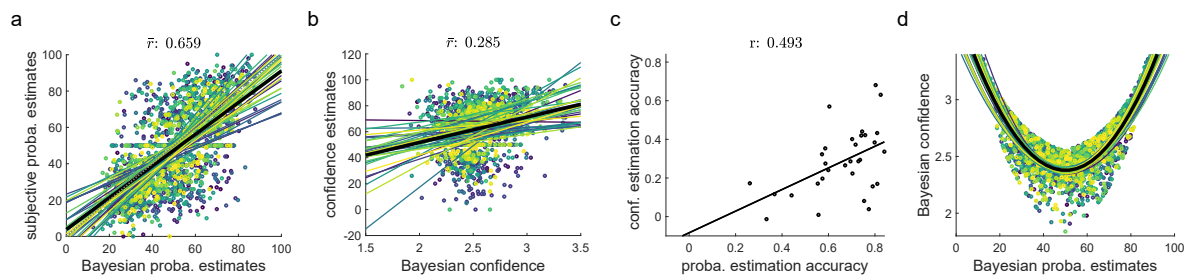 a
r̄: 0.659
subjective proba. estimates
100
80
60
40
20
0
0 20 40 60 80 100
Bayesian proba. estimates
b
r̄: 0.285
confidence estimates
120
100
80
60
40
20
0
-20
1.5 2 2.5 3 3.5
Bayesian confidence
c
r: 0.493
conf. estimation accuracy
0.8
0.6
0.4
0.2
0
0 0.2 0.4 0.6 0.8
proba. estimation accuracy
d
Bayesian confidence
3
2.5
2
0 20 40 60 80 100
Bayesian proba. estimates